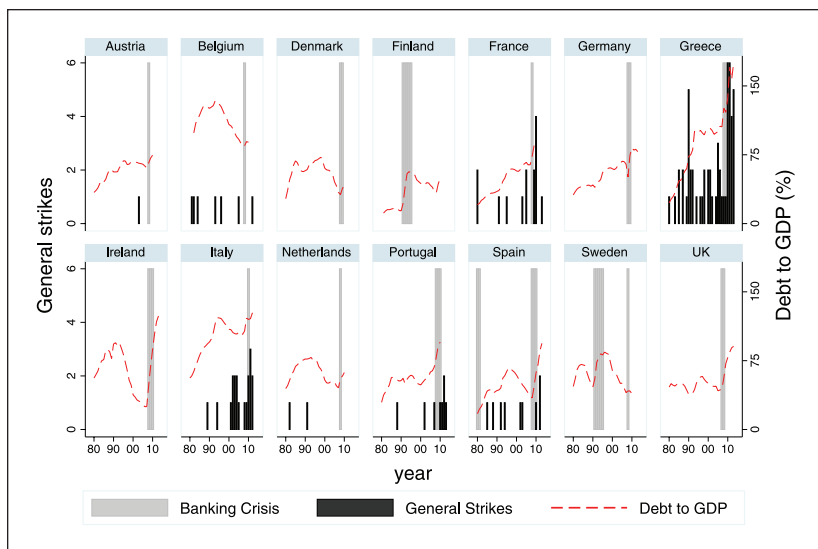 Austria Belgium Denmark Finland France Germany Greece
6
4
2
0
150
75
0
Ireland Italy Netherlands Portugal Spain Sweden UK
6
4
2
0
150
75
0
General strikes
Debt to GDP (%)
80 90 00 10 80 90 00 10 80 90 00 10 80 90 00 10 80 90 00 10 80 90 00 10 80 90 00 10
year
Banking Crisis General Strikes Debt to GDP